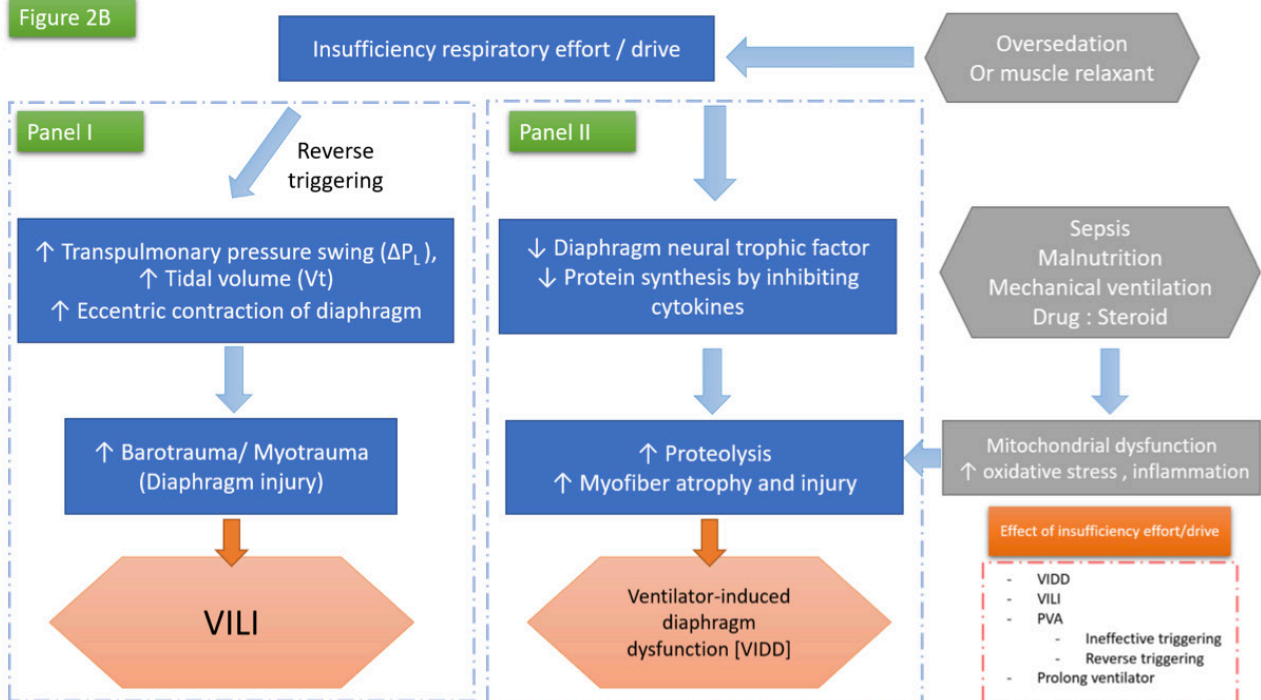 Figure 2B
Insufficiency respiratory effort / drive
Oversedation
Or muscle relaxant
Panel I
Reverse
triggering
↑ Transpulmonary pressure swing (ΔP_L),
↑ Tidal volume (Vt)
↑ Eccentric contraction of diaphragm
↑ Barotrauma/ Myotrauma
(Diaphragm injury)
VILI
Panel II
↓ Diaphragm neural trophic factor
↓ Protein synthesis by inhibiting
cytokines
↑ Proteolysis
↑ Myofiber atrophy and injury
Ventilator-induced
diaphragm
dysfunction [VIDD]
Sepsis
Malnutrition
Mechanical ventilation
Drug : Steroid
Mitochondrial dysfunction
↑ oxidative stress , inflammation
Effect of insufficiency effort/drive
- VIDD
- VILI
- PVA
- Ineffective triggering
- Reverse triggering
- Prolong ventilator